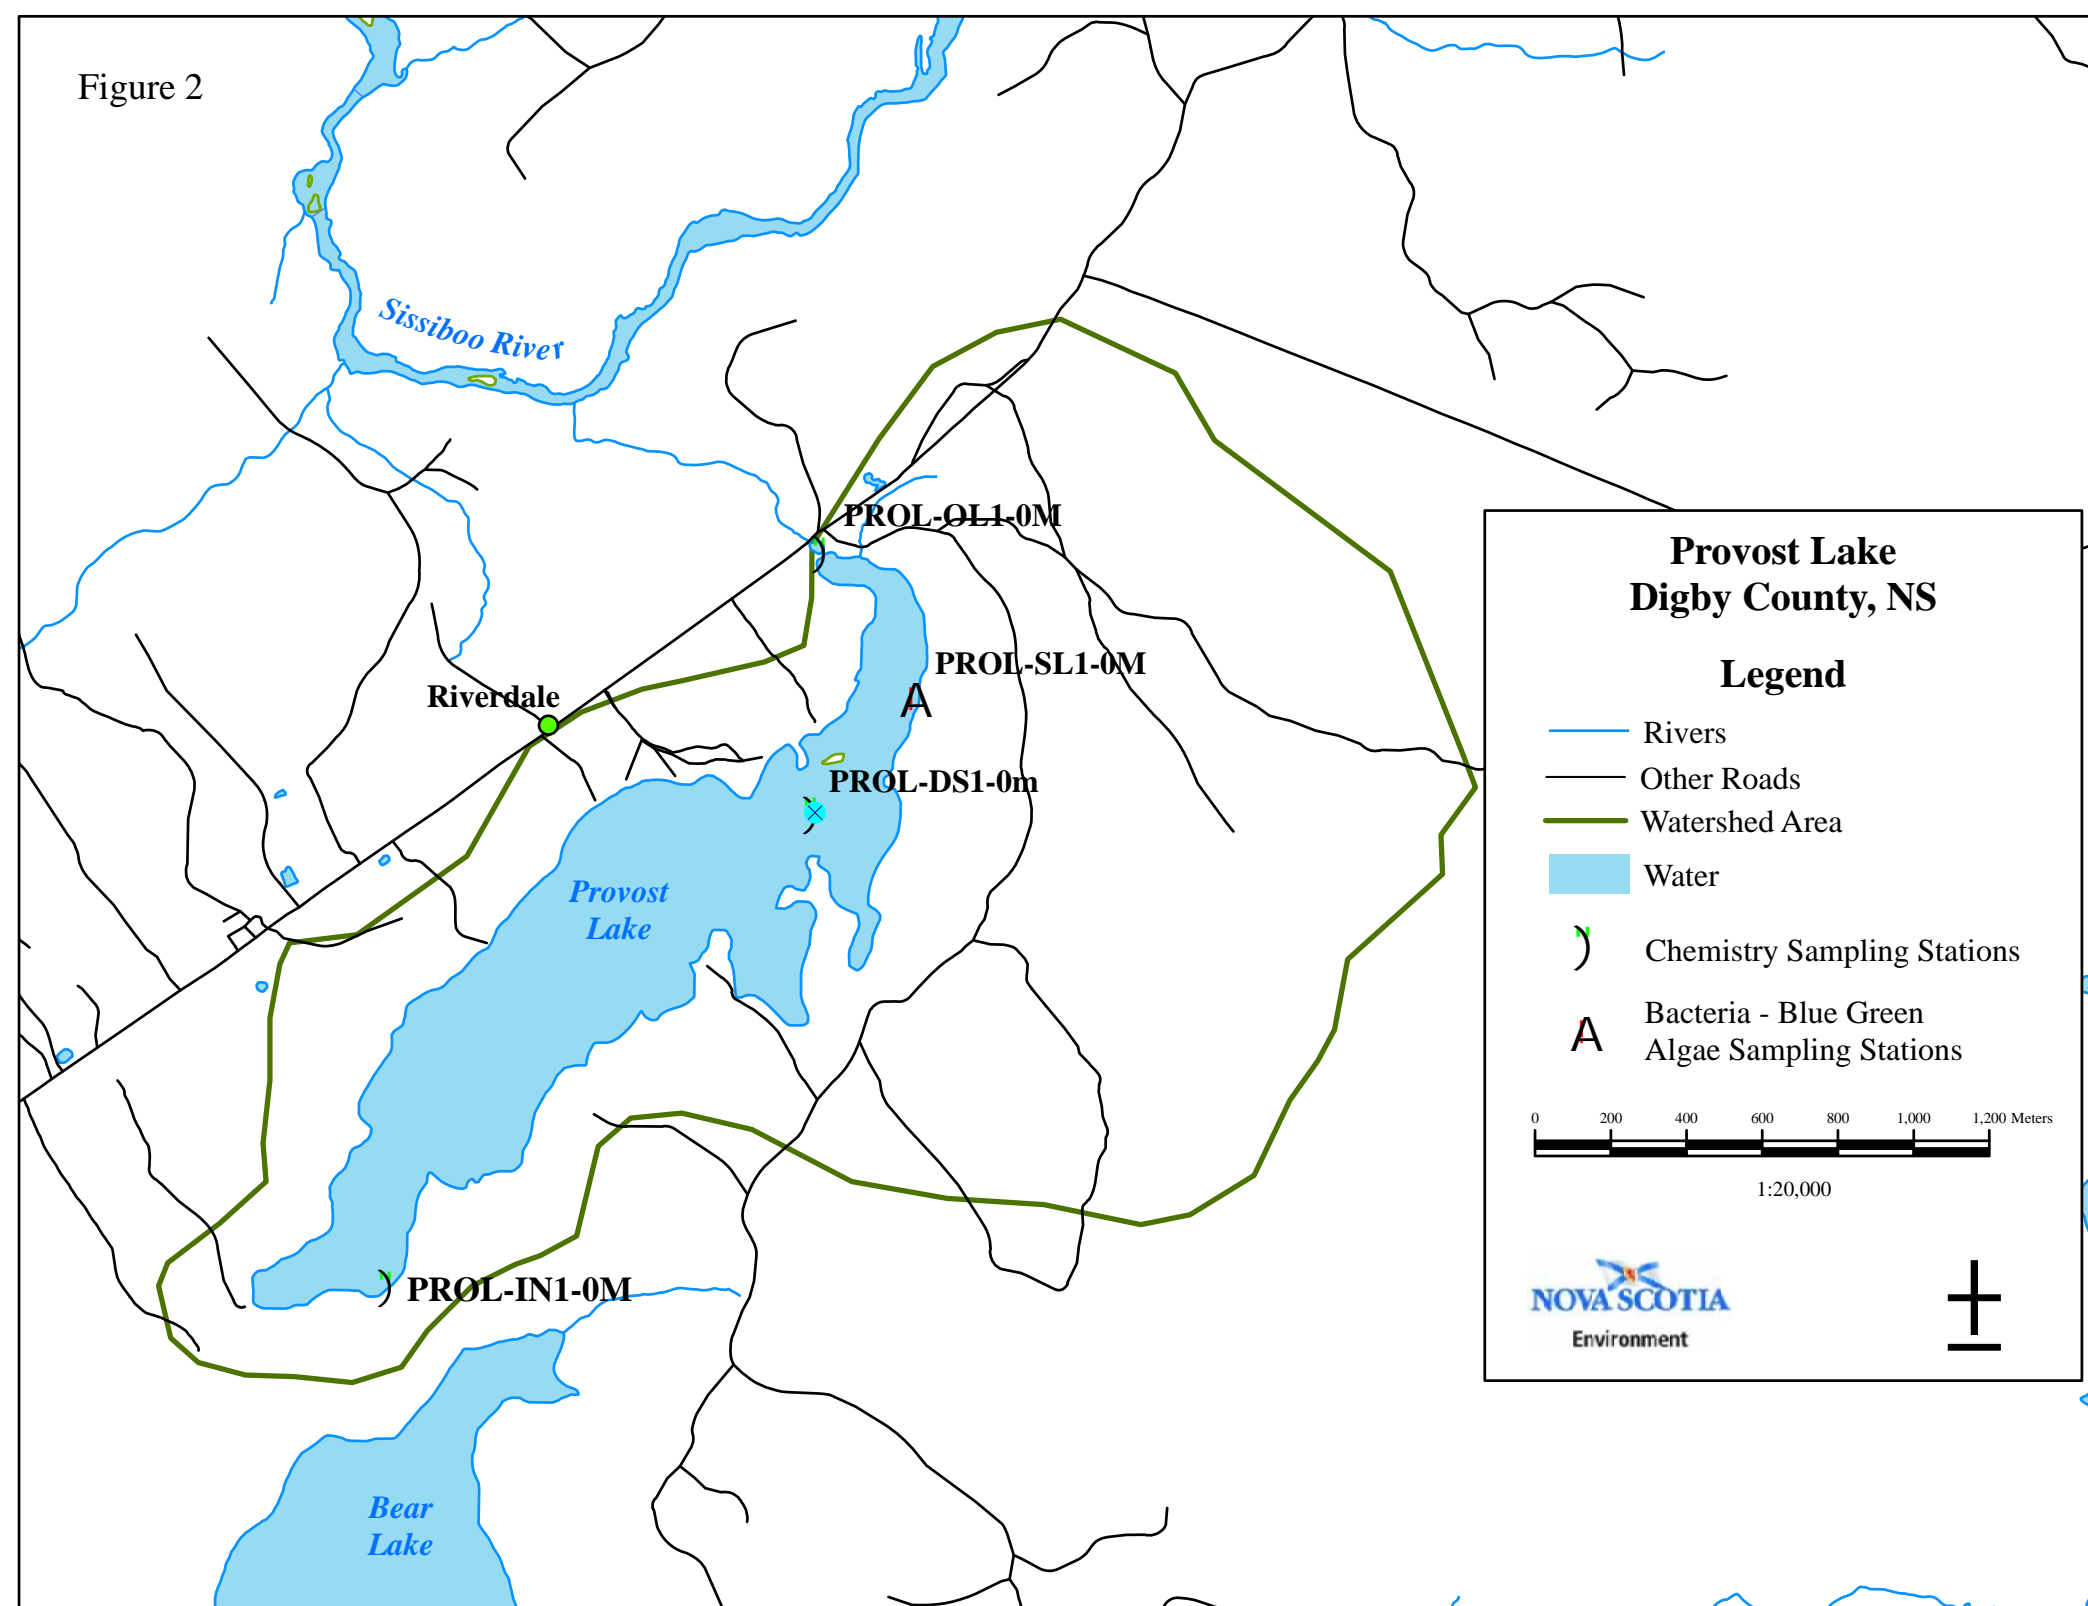 Figure 2
Sissiboo River
PROL-OL1-0M
PROL-SL1-0M
Riverdale
PROL-DS1-0m
Provost
Lake
PROL-IN1-0M
Bear
Lake
Provost Lake
Digby County, NS
Legend
Rivers
Other Roads
Watershed Area
Water
) Chemistry Sampling Stations
A Bacteria - Blue Green
Algae Sampling Stations
0 200 400 600 800 1,000 1,200 Meters
1:20,000
NOVA SCOTIA
Environment